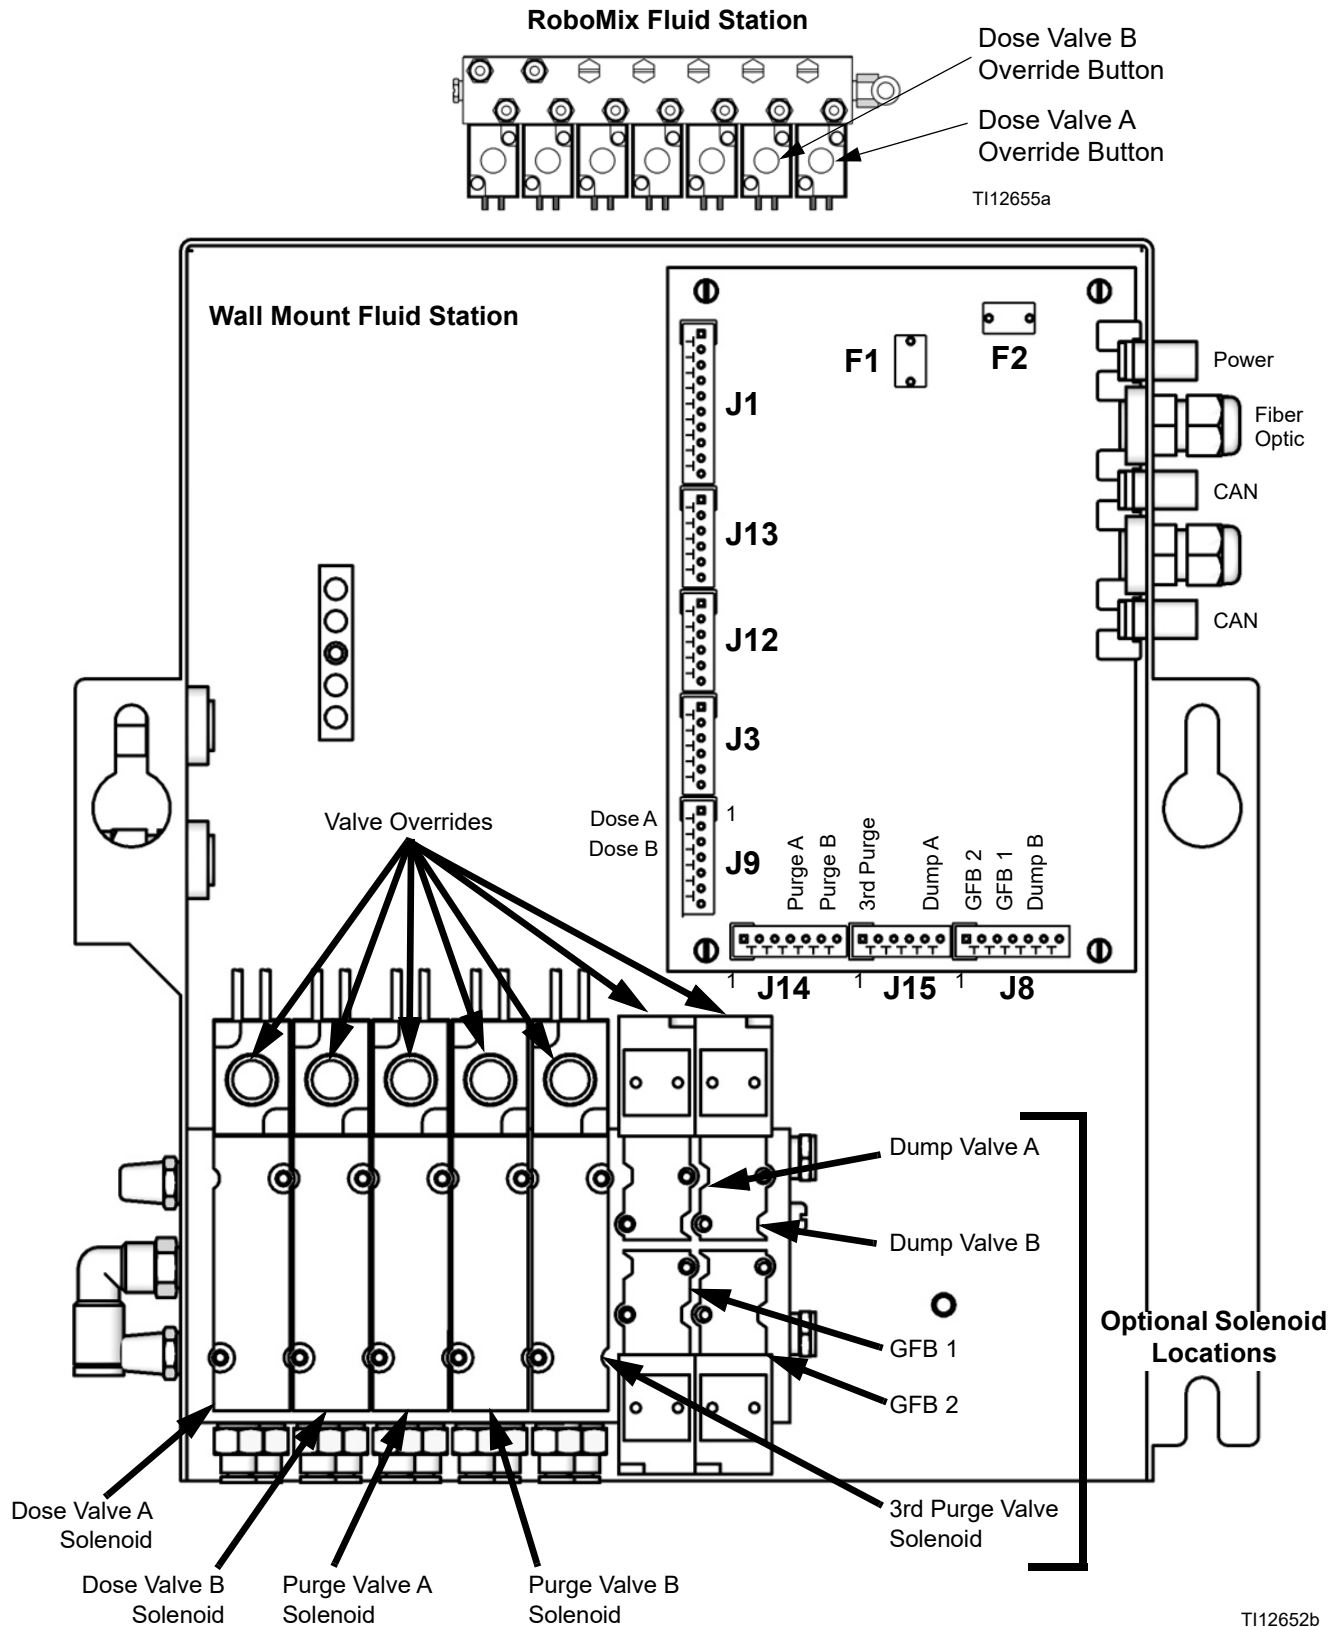 RoboMix Fluid Station
Dose Valve B
Override Button
Dose Valve A
Override Button
TI12655a
Wall Mount Fluid Station
F1
F2
J1
J13
J12
J3
J9
Power
Fiber
Optic
CAN
CAN
Valve Overrides
Dose A
Dose B
1
Purge A
Purge B
3rd Purge
Dump A
GFB 2
GFB 1
Dump B
1
J14
1
J15
1
J8
Dump Valve A
Dump Valve B
GFB 1
GFB 2
Optional Solenoid
Locations
3rd Purge Valve
Solenoid
Dose Valve A
Solenoid
Dose Valve B
Solenoid
Purge Valve A
Solenoid
Purge Valve B
Solenoid
TI12652b